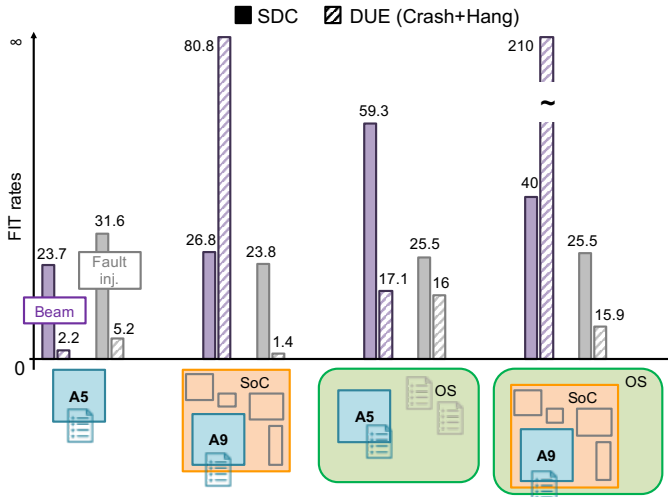 SDC DUE (Crash+Hang)
∞
FIT rates
0
80.8
210
~
59.3
40
31.6
23.7
26.8
23.8
25.5
25.5
17.1
16
15.9
Fault
inj.
Beam
2.2
5.2
1.4
A5
SoC
A9
OS
A5
OS
SoC
A9